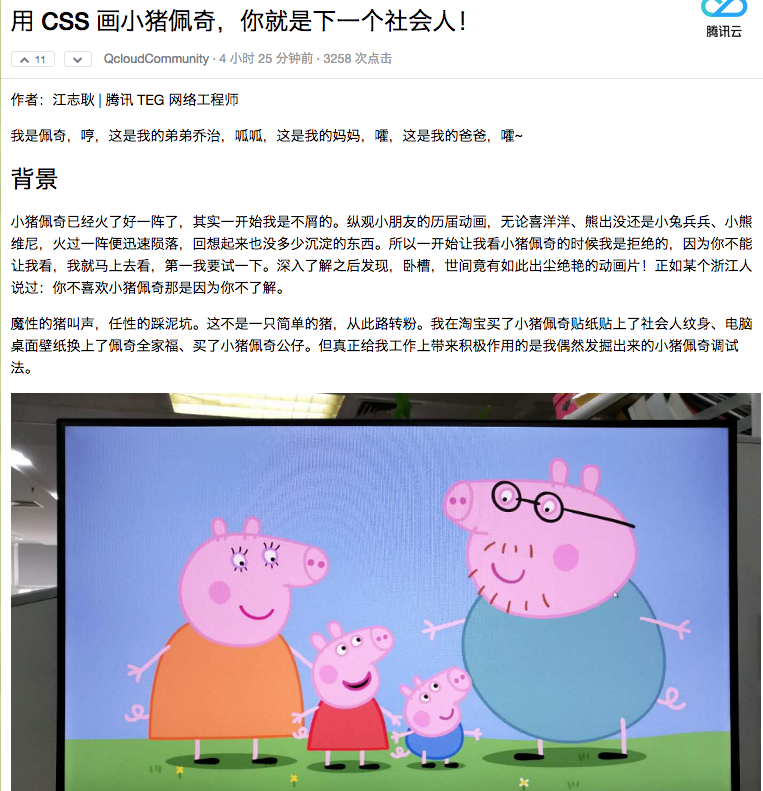 用 CSS 画小猪佩奇，你就是下一个社会人！
腾讯云
11
QcloudCommunity · 4 小时 25 分钟前 · 3258 次点击
作者：江志耿 | 腾讯 TEG 网络工程师
我是佩奇，哼，这是我的弟弟乔治，呱呱，这是我的妈妈，嚯，这是我的爸爸，嚯~
背景
小猪佩奇已经火了好一阵了，其实一开始我是不屑的。纵观小朋友的历届动画，无论喜洋洋、熊出没还是小兔兵兵、小熊
维尼，火过一阵便迅速陨落，回想起来也没多少沉淀的东西。所以一开始让我看小猪佩奇的时候我是拒绝的，因为你不能
让我看，我就马上去看，第一我要试一下。深入了解之后发现，卧槽，世间竟有如此出尘绝艳的动画片！正如某个浙江人
说过：你不喜欢小猪佩奇那是因为你不了解。
魔性的猪叫声，任性的踩泥坑。这不是一只简单的猪，从此路转粉。我在淘宝买了小猪佩奇贴纸贴上了社会人纹身、电脑
桌面壁纸换上了佩奇全家福、买了小猪佩奇公仔。但真正给我工作上带来积极作用的是我偶然发掘出来的小猪佩奇调试
法。